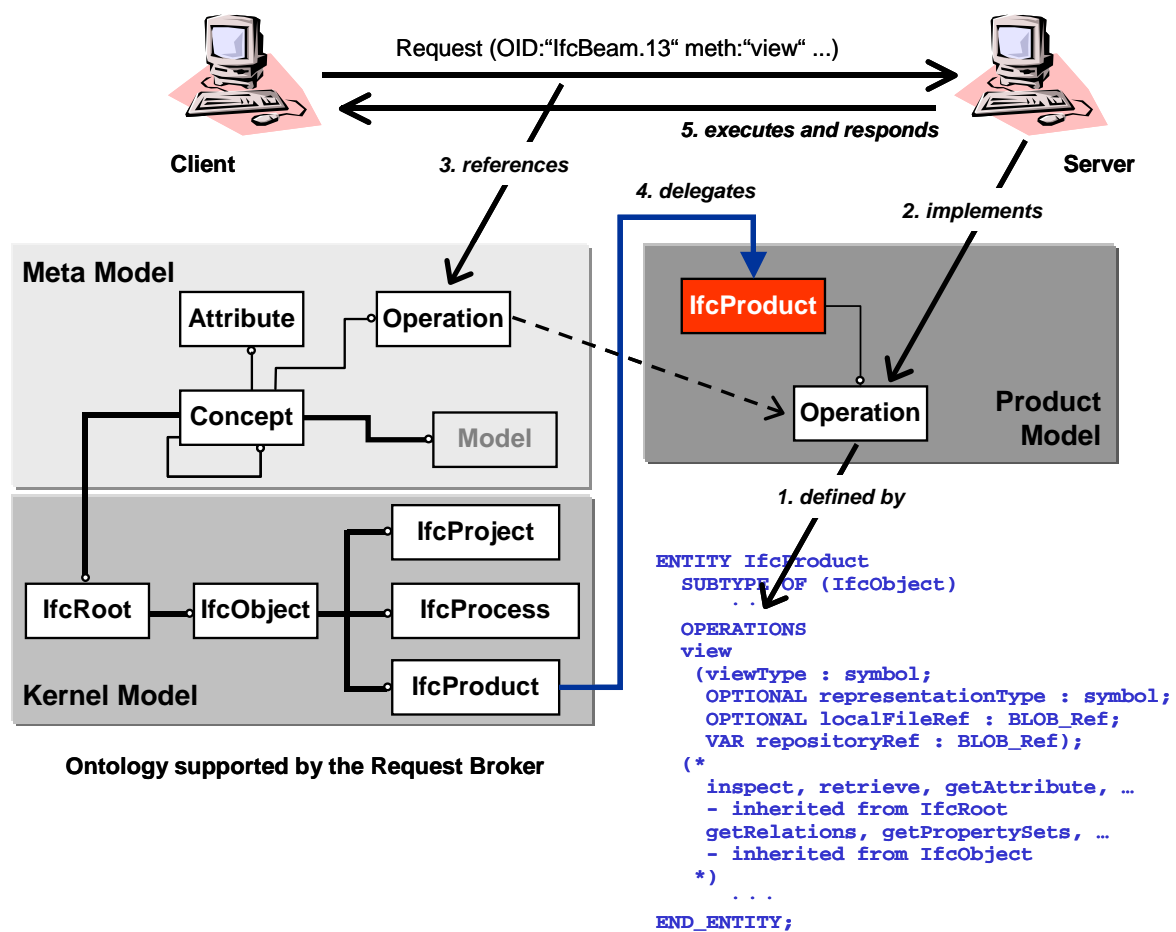 Request (OID:“IfcBeam.13“ meth:“view“ ...)
5. executes and responds
Client
3. references
Server
4. delegates
2. implements
Meta Model
IfcProduct
Attribute
Operation
Concept
Operation
Product
Model
Model
1. defined by
IfcProject
ENTITY IfcProduct
SUBTYPE OF (IfcObject)
. .
IfcRoot
IfcObject
IfcProcess
OPERATIONS
view
(viewType : symbol;
OPTIONAL representationType : symbol;
OPTIONAL localFileRef : BLOB_Ref;
VAR repositoryRef : BLOB_Ref);
IfcProduct
Kernel Model
Ontology supported by the Request Broker
(*
inspect, retrieve, getAttribute, …
- inherited from IfcRoot
getRelations, getPropertySets, …
- inherited from IfcObject
*)
. . .
END_ENTITY;